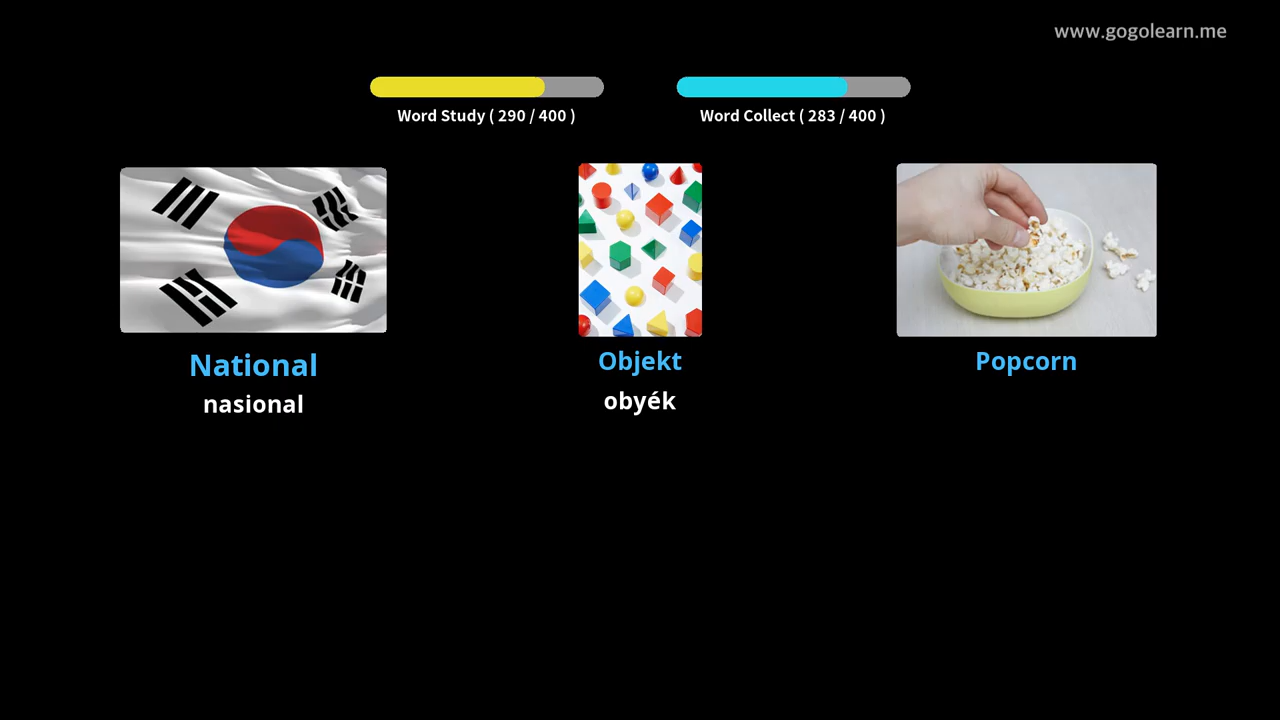 www.gogolearn.me
Word Study ( 290 / 400 )
Word Collect ( 283 / 400 )
National
nasional
Objekt
obyék
Popcorn